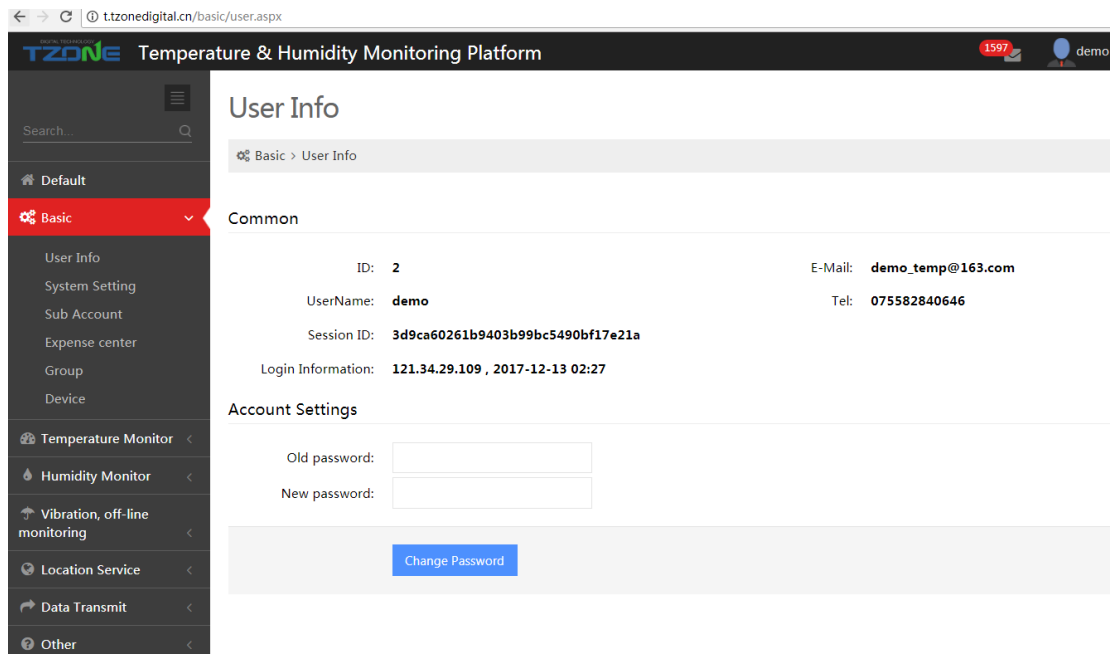 t.tzonedigital.cn/basic/user.aspx
TZONE Temperature & Humidity Monitoring Platform 1597 demo
User Info
Search...
Basic > User Info
Default
Basic
Common
User Info
ID: 2 E-Mail: demo_temp@163.com
System Setting
UserName: demo Tel: 075582840646
Sub Account
Session ID: 3d9ca60261b9403b99bc5490bf17e21a
Expense center
Login Information: 121.34.29.109 , 2017-12-13 02:27
Group
Device
Account Settings
Temperature Monitor
Old password:
Humidity Monitor
New password:
Vibration, off-line
monitoring
Change Password
Location Service
Data Transmit
Other